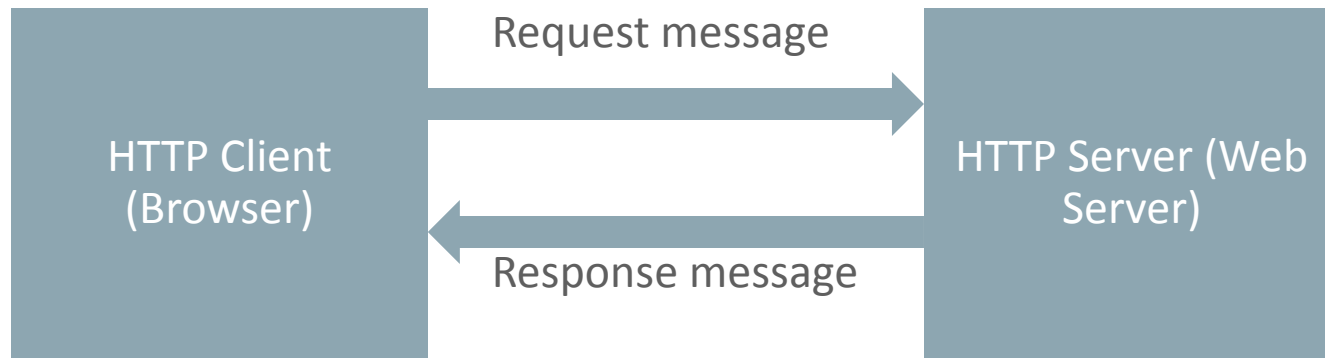 Request message
HTTP Client
(Browser)
HTTP Server (Web
Server)
Response message